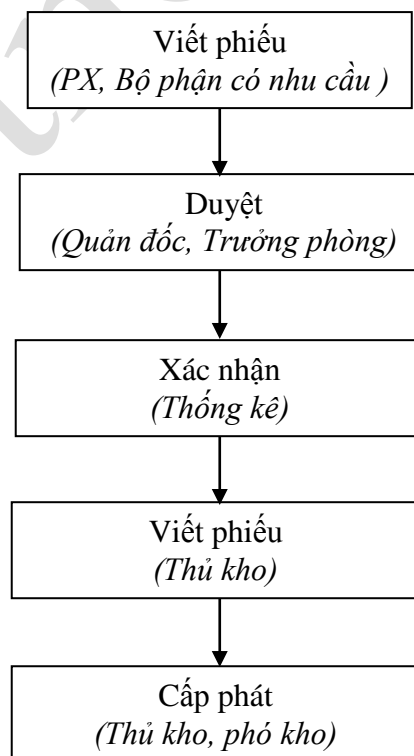 Viết phiếu
(PX, Bộ phận có nhu cầu )
Duyệt
(Quản đốc, Trưởng phòng)
Xác nhận
(Thống kê)
Viết phiếu
(Thủ kho)
Cấp phát
(Thủ kho, phó kho)